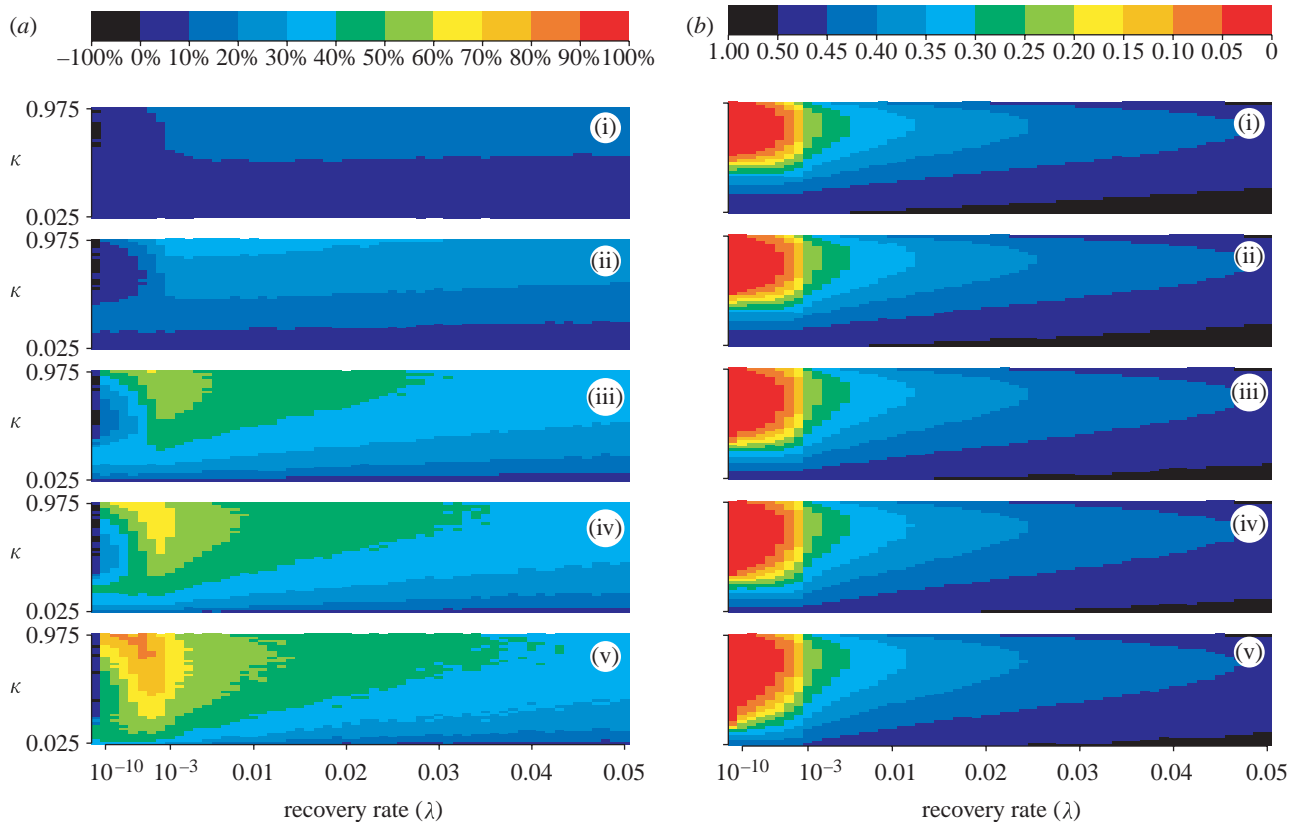 (a)
–100% 0% 10% 20% 30% 40% 50% 60% 70% 80% 90% 100%
(b)
1.00 0.50 0.45 0.40 0.35 0.30 0.25 0.20 0.15 0.10 0.05 0
0.975
κ
0.025
(i)
(i)
0.975
κ
0.025
(ii)
(ii)
0.975
κ
0.025
(iii)
(iii)
0.975
κ
0.025
(iv)
(iv)
0.975
κ
0.025
(v)
(v)
10⁻¹⁰ 10⁻³ 0.01 0.02 0.03 0.04 0.05
recovery rate (λ)
10⁻¹⁰ 10⁻³ 0.01 0.02 0.03 0.04 0.05
recovery rate (λ)